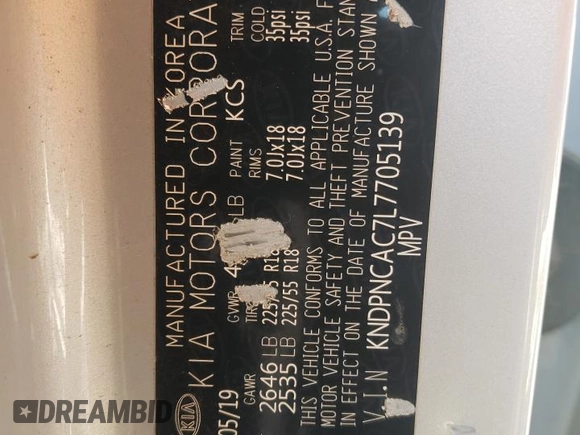 MANUFACTURED IN KOREA
KIA MOTORS CORPORA
05/19 GVWR 4 LB PAINT KCS TRIM
GAWR TIRE RIMS COLD
2646 LB 225/55 R18 7.0Jx18 35psi
2535 LB 225/55 R18 7.0Jx18 35psi
THIS VEHICLE CONFORMS TO ALL APPLICABLE U.S.A. F
MOTOR VEHICLE SAFETY AND THEFT PREVENTION STAN
IN EFFECT ON THE DATE OF MANUFACTURE SHOWN
V.I.N KNDPNCAC7L7705139
MPV
KIA
DREAMBID